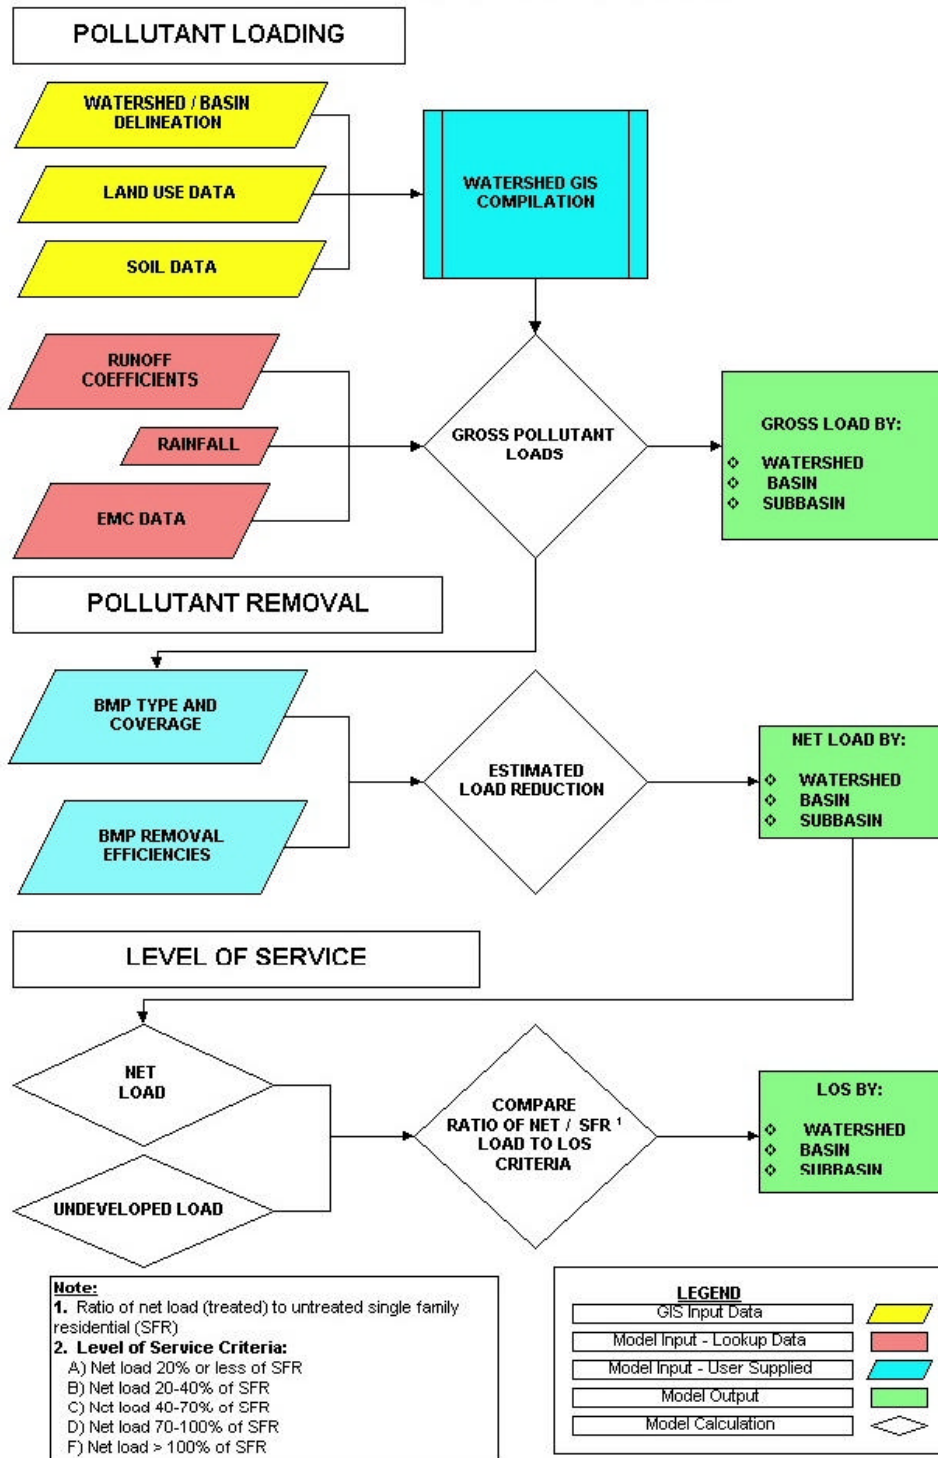 POLLUTANT LOADING
WATERSHED / BASIN
DELINEATION
LAND USE DATA
SOIL DATA
WATERSHED GIS
COMPILATION
RUNOFF
COEFFICIENTS
RAINFALL
EMC DATA
GROSS POLLUTANT
LOADS
GROSS LOAD BY:
❖ WATERSHED
❖ BASIN
❖ SUBBASIN
POLLUTANT REMOVAL
BMP TYPE AND
COVERAGE
BMP REMOVAL
EFFICIENCIES
ESTIMATED
LOAD REDUCTION
NET LOAD BY:
❖ WATERSHED
❖ BASIN
❖ SUBBASIN
LEVEL OF SERVICE
NET
LOAD
UNDEVELOPED LOAD
COMPARE
RATIO OF NET / SFR ¹
LOAD TO LOS
CRITERIA
LOS BY:
❖ WATERSHED
❖ BASIN
❖ SUBBASIN
Note:
1. Ratio of net load (treated) to untreated single family
residential (SFR)
2. Level of Service Criteria:
A) Net load 20% or less of SFR
B) Net load 20-40% of SFR
C) Net load 40-70% of SFR
D) Net load 70-100% of SFR
F) Net load > 100% of SFR
LEGEND
GIS Input Data
Model Input - Lookup Data
Model Input - User Supplied
Model Output
Model Calculation